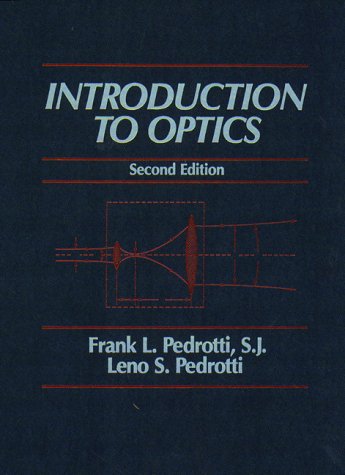 INTRODUCTION
TO OPTICS
Second Edition
Frank L. Pedrotti, S.J.
Leno S. Pedrotti